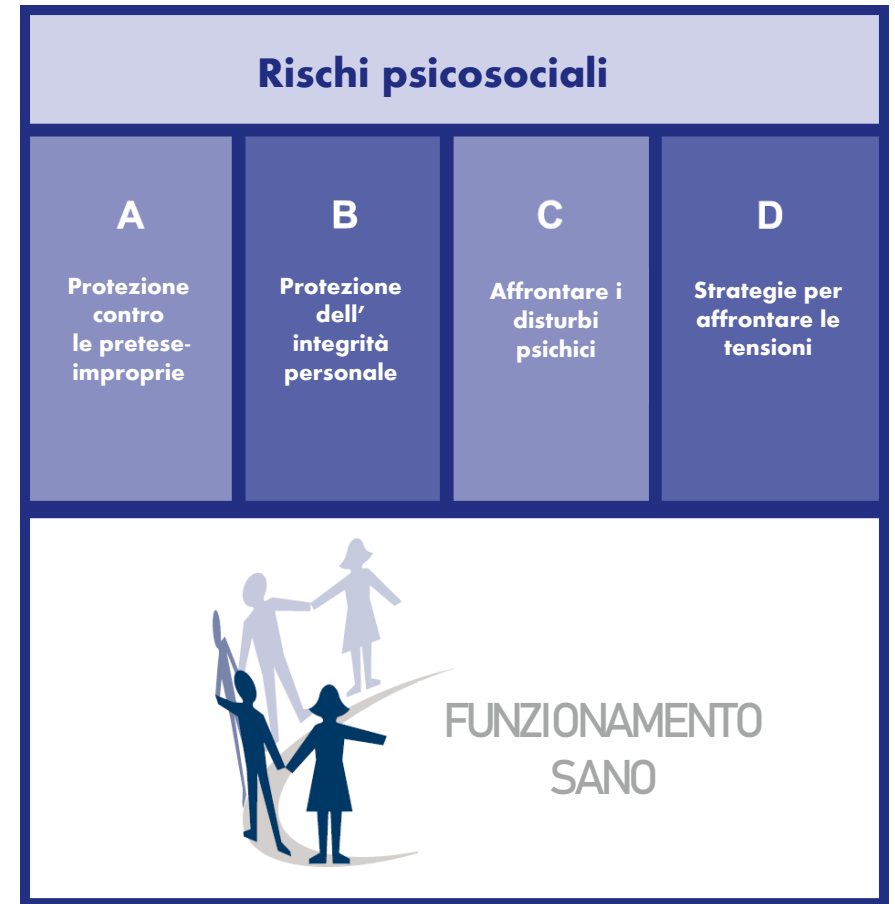 Rischi psicosociali
A
Protezione
contro
le pretese-
improprie
B
Protezione
dell'
integrità
personale
C
Affrontare i
disturbi
psichici
D
Strategie per
affrontare le
tensioni
FUNZIONAMENTO
SANO